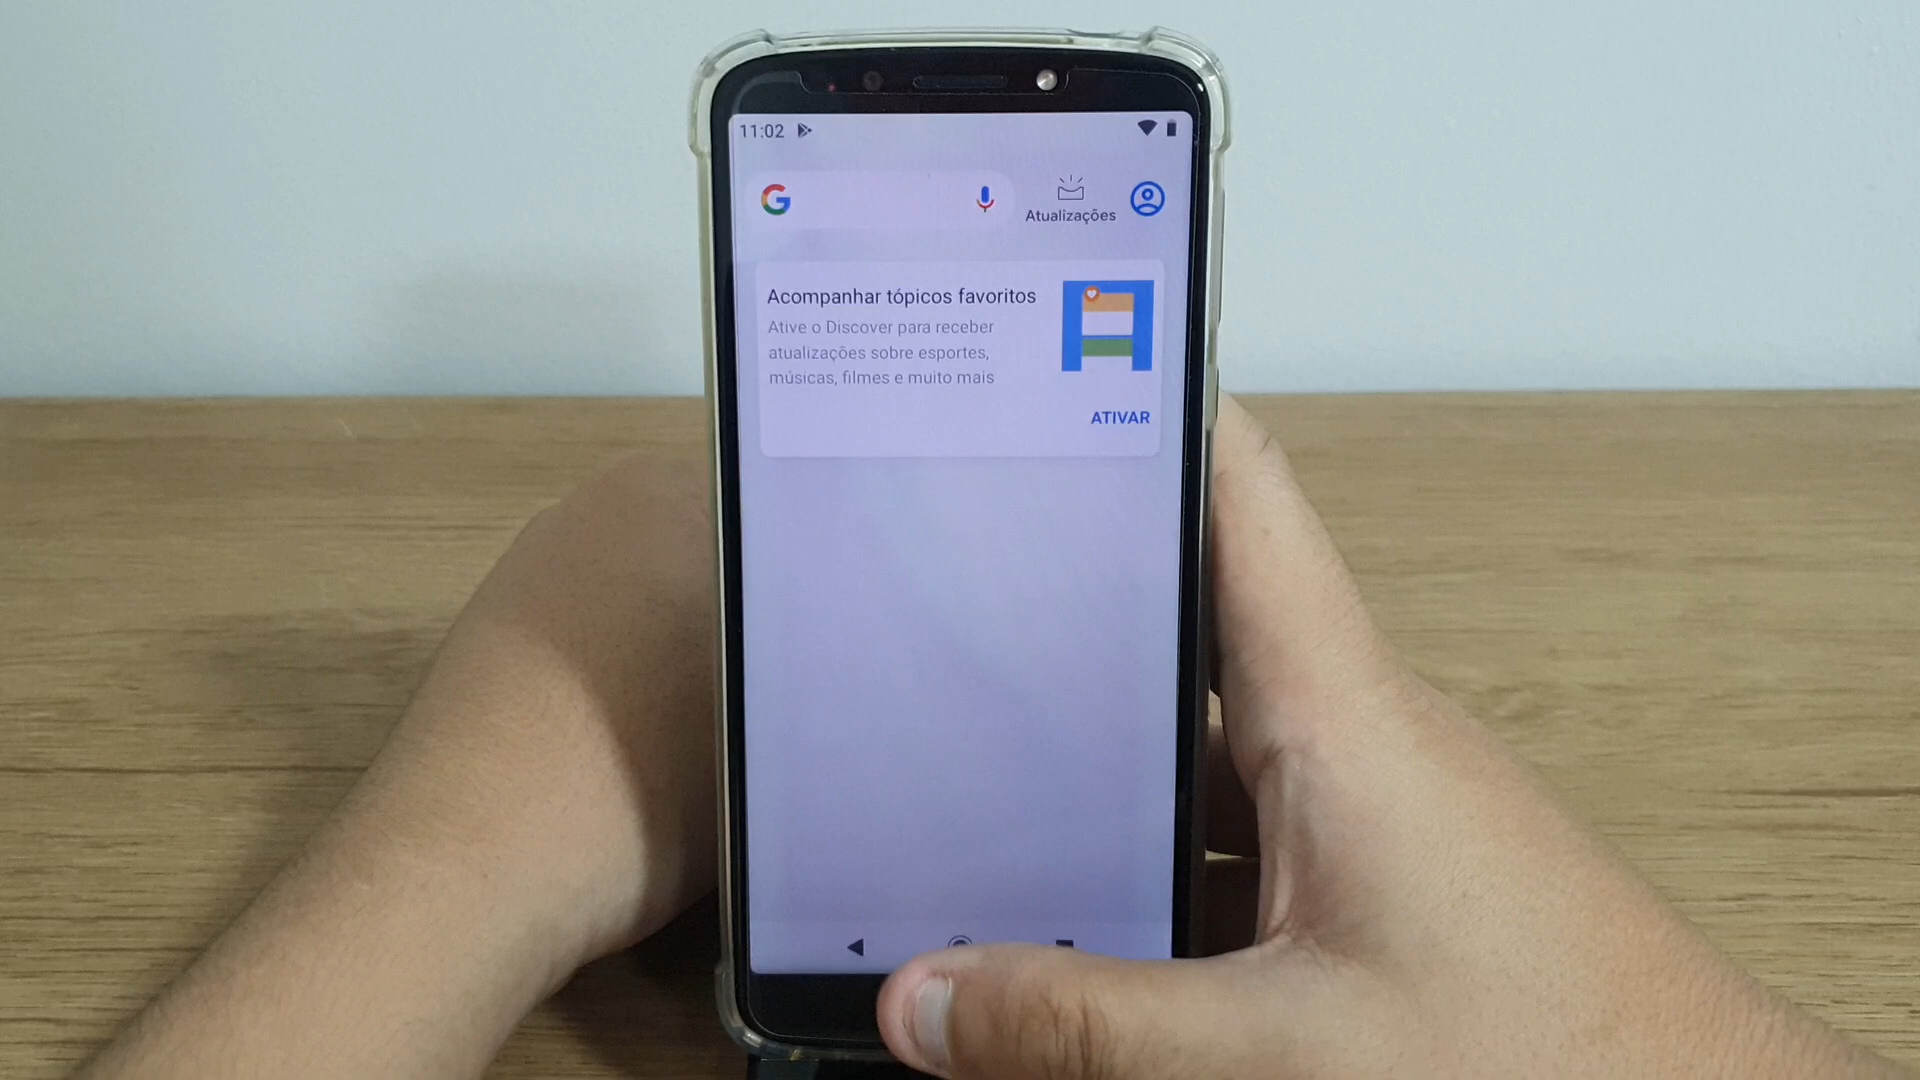 11:02
G
Atualizações
Acompanhar tópicos favoritos
Ative o Discover para receber
atualizações sobre esportes,
músicas, filmes e muito mais
ATIVAR